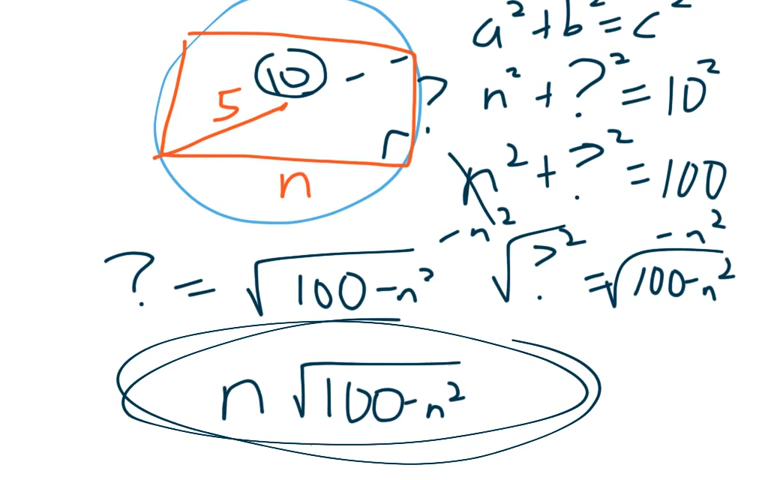 a² + b² = c²
10
5
?
n² + ?² = 10²
n
n² + ?² = 100
-n² -n²
? = √100-n²
√?² = √100-n²
n √100-n²